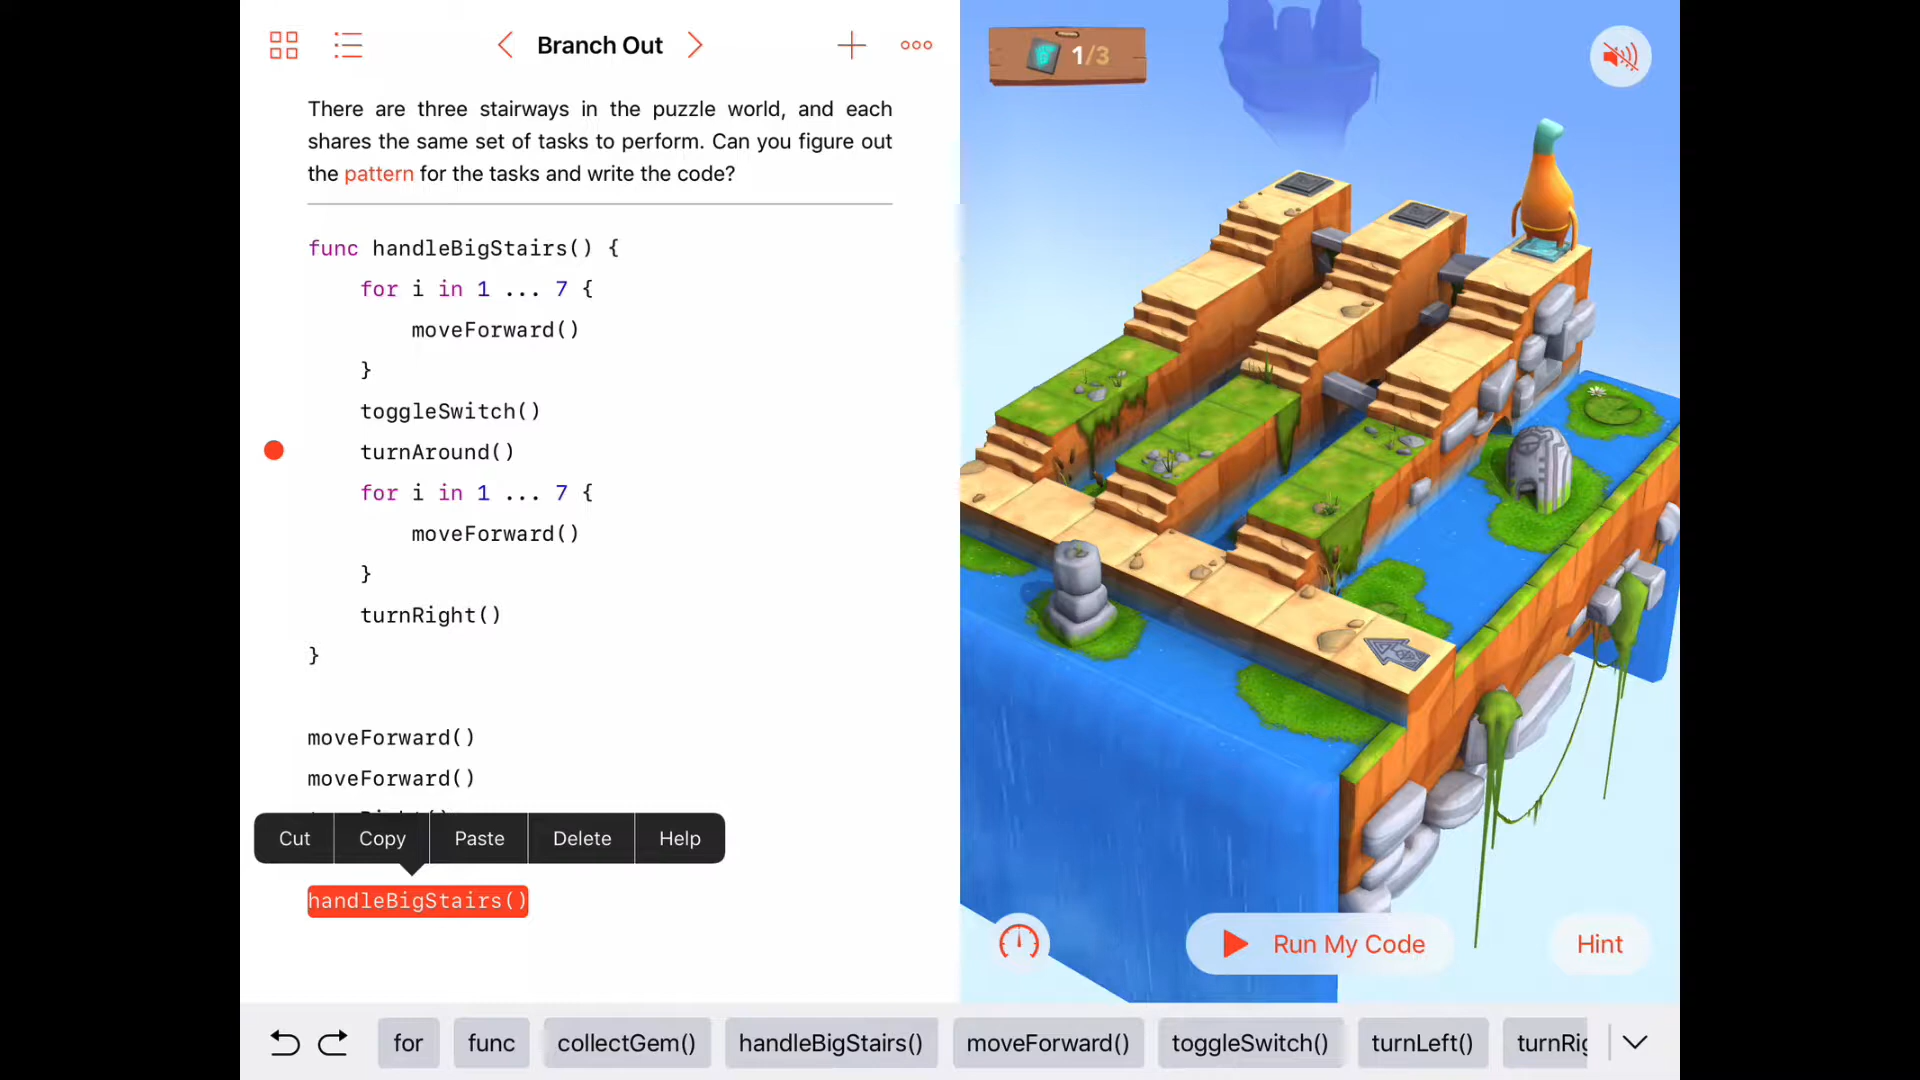 Branch Out
There are three stairways in the puzzle world, and each
shares the same set of tasks to perform. Can you figure out
the pattern for the tasks and write the code?
func handleBigStairs() {
for i in 1 ... 7 {
moveForward()
}
toggleSwitch()
turnAround()
for i in 1 ... 7 {
moveForward()
}
turnRight()
}
moveForward()
moveForward()
Cut Copy Paste Delete Help
handleBigStairs()
for func collectGem() handleBigStairs() moveForward() toggleSwitch() turnLeft()
1/3
Run My Code
Hint